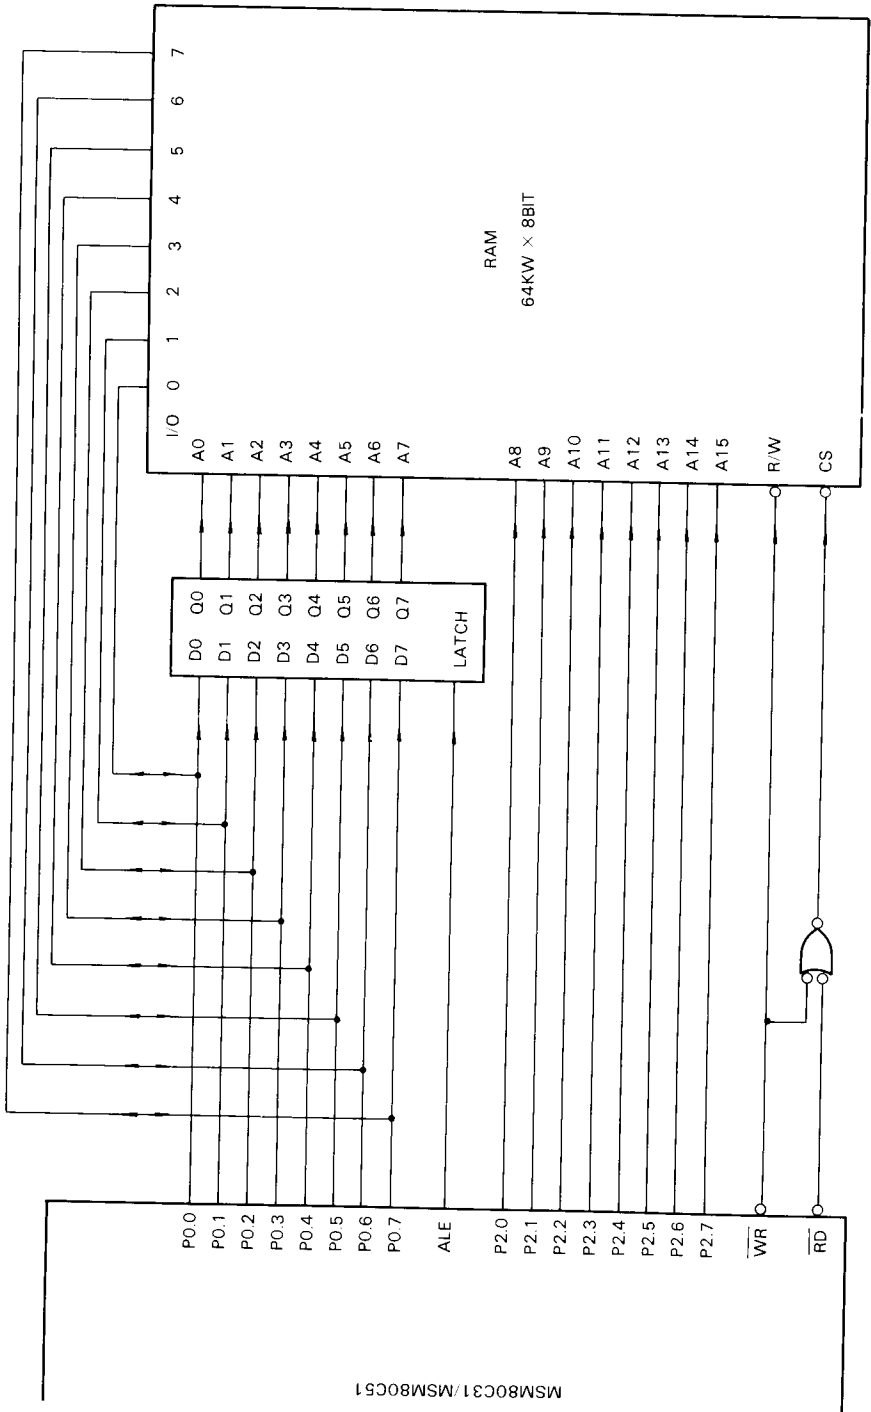 I/O 0 1 2 3 4 5 6 7
RAM
64KW × 8BIT
A0
A1
A2
A3
A4
A5
A6
A7
A8
A9
A10
A11
A12
A13
A14
A15
R/W
CS
D0 Q0
D1 Q1
D2 Q2
D3 Q3
D4 Q4
D5 Q5
D6 Q6
D7 Q7
LATCH
P0.0
P0.1
P0.2
P0.3
P0.4
P0.5
P0.6
P0.7
ALE
P2.0
P2.1
P2.2
P2.3
P2.4
P2.5
P2.6
P2.7
WR
RD
MSM80C31/MSM80C51